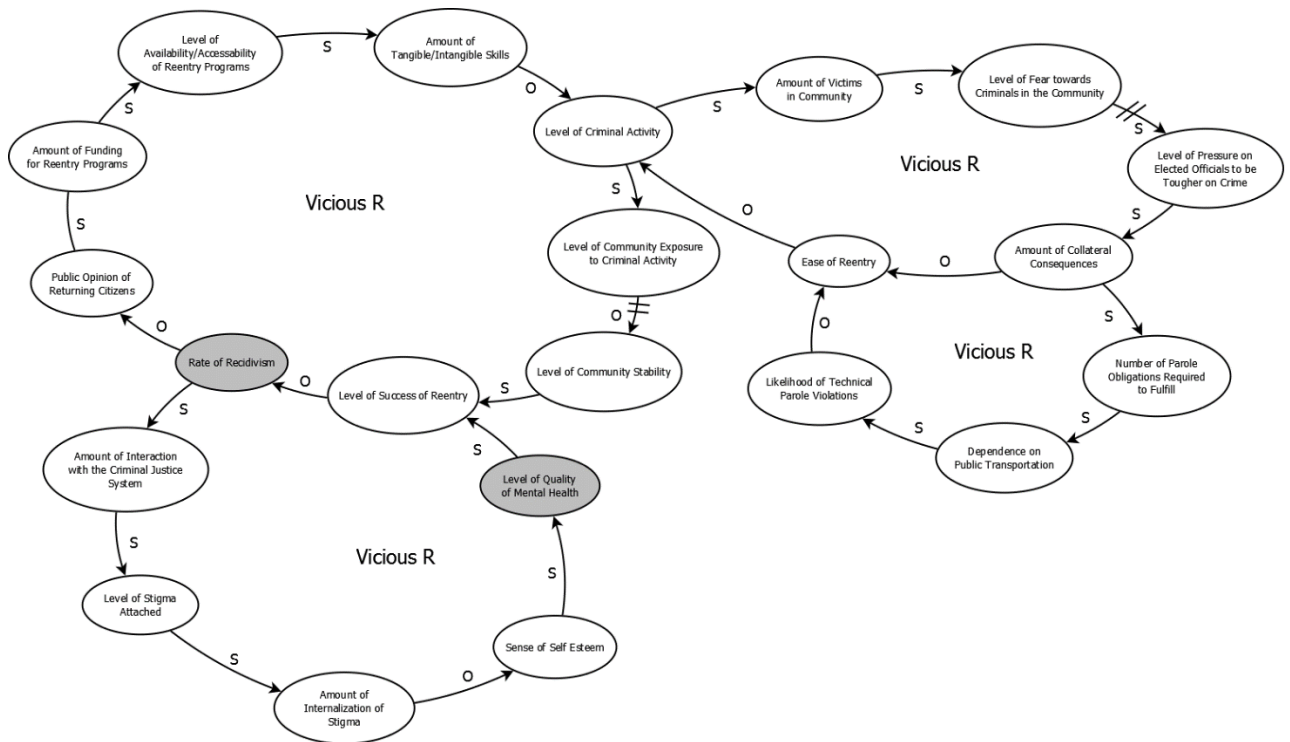 Level of
Availability/Accessability
of Reentry Programs
S
Amount of
Tangible/Intangible Skills
O
Level of Criminal Activity
S
Amount of Victims
in Community
S
Level of Fear towards
Criminals in the Community
S
Level of Pressure on
Elected Officials to be
Tougher on Crime
S
Amount of Collateral
Consequences
O
Ease of Reentry
O
Vicious R
S
Number of Parole
Obligations Required
to Fulfill
S
Dependence on
Public Transportation
S
Likelihood of Technical
Parole Violations
O
Vicious R
S
Level of Community Exposure
to Criminal Activity
O
Level of Community Stability
S
Level of Success of Reentry
O
Rate of Recidivism
O
Public Opinion of
Returning Citizens
S
Amount of Funding
for Reentry Programs
S
Vicious R
S
Amount of Interaction
with the Criminal Justice
System
S
Level of Stigma
Attached
S
Amount of
Internalization of
Stigma
O
Sense of Self Esteem
S
Level of Quality
of Mental Health
S
Vicious R